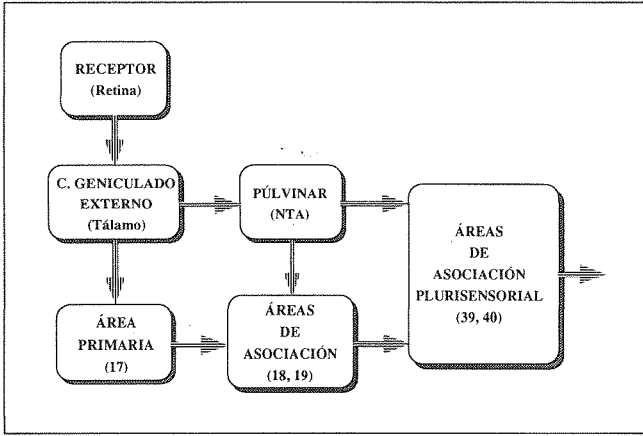 RECEPTOR
(Retina)
C. GENICULADO
EXTERNO
(Tálamo)
PÚLVINAR
(NTA)
ÁREAS
DE
ASOCIACIÓN
PLURISENSORIAL
(39, 40)
ÁREA
PRIMARIA
(17)
ÁREAS
DE
ASOCIACIÓN
(18, 19)